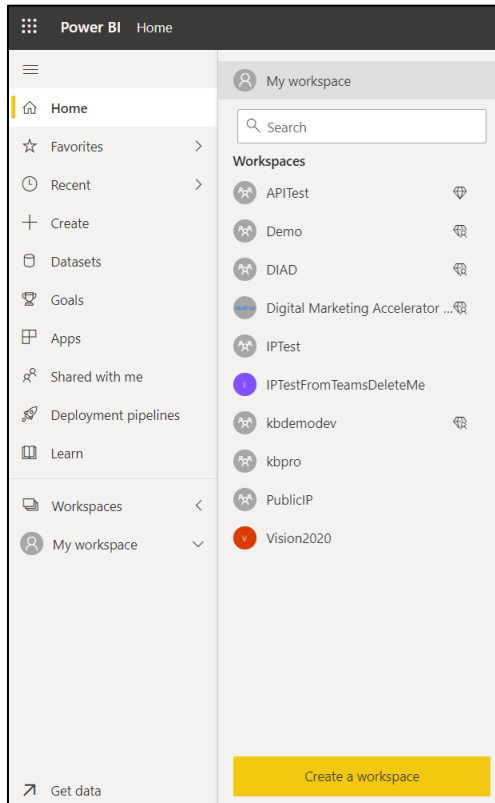 Power BI Home
Home
Favorites
Recent
Create
Datasets
Goals
Apps
Shared with me
Deployment pipelines
Learn
Workspaces
My workspace
Get data
My workspace
Search
Workspaces
APITest
Demo
DIAD
Digital Marketing Accelerator ...
IPTest
I
IPTestFromTeamsDeleteMe
kbdemodev
kbpro
PublicIP
V
Vision2020
Create a workspace